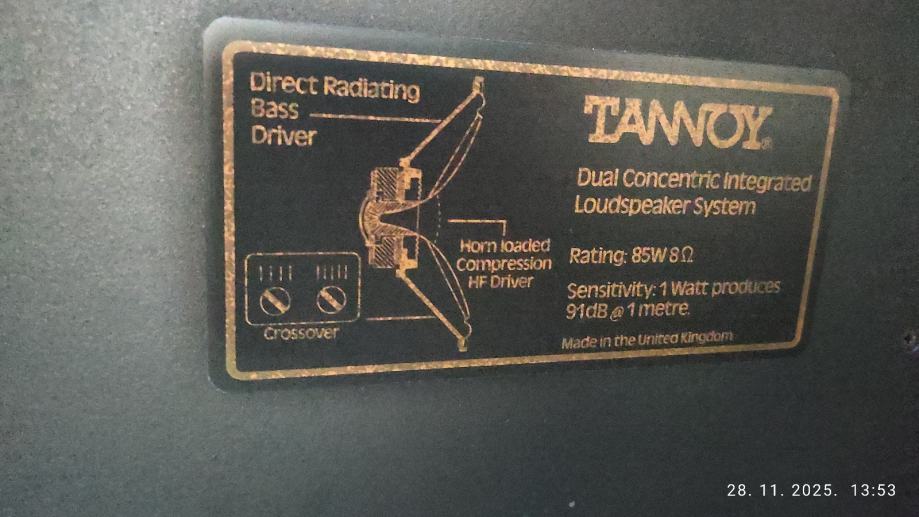 Direct Radiating
Bass
Driver
Horn loaded
Compression
HF Driver
Crossover
TANNOY®
Dual Concentric Integrated
Loudspeaker System
Rating: 85W 8Ω
Sensitivity: 1 Watt produces
91dB @ 1 metre.
Made in the United Kingdom
28. 11. 2025. 13:53